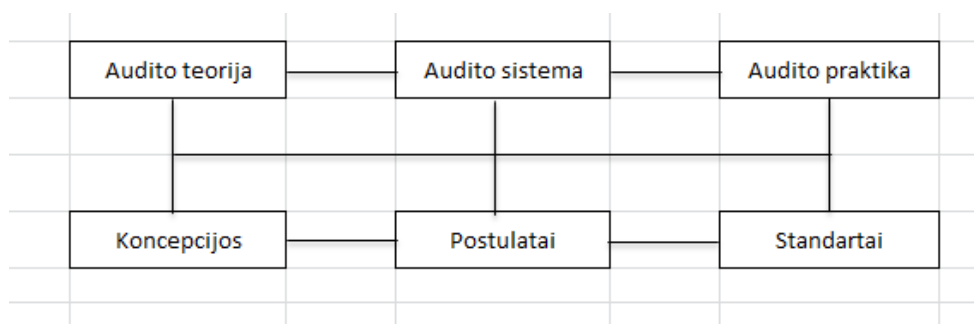 Audito teorija
Audito sistema
Audito praktika
Koncepcijos
Postulatai
Standartai